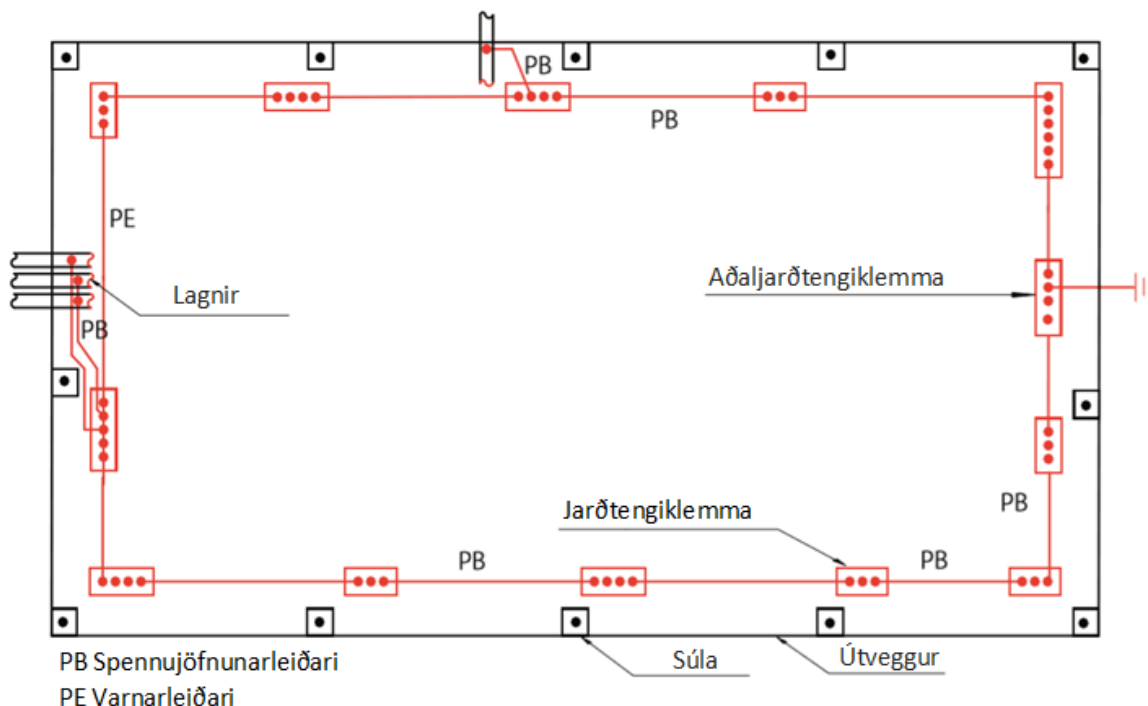 PB
PB
PE
Aðaljarðtengiklemma
Lagnir
PB
Jarðtengiklemma
PB
PB
PB
PB Spennujöfnunarleiðari
Súla
Útveggur
PE Varnarleiðari